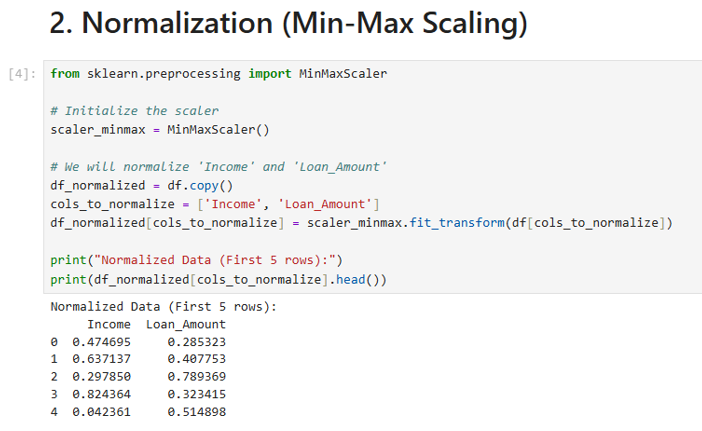 2. Normalization (Min-Max Scaling)
[4]:
from sklearn.preprocessing import MinMaxScaler
# Initialize the scaler
scaler_minmax = MinMaxScaler()
# We will normalize 'Income' and 'Loan_Amount'
df_normalized = df.copy()
cols_to_normalize = ['Income', 'Loan_Amount']
df_normalized[cols_to_normalize] = scaler_minmax.fit_transform(df[cols_to_normalize])
print("Normalized Data (First 5 rows):")
print(df_normalized[cols_to_normalize].head())
Normalized Data (First 5 rows):
     Income  Loan_Amount
0  0.474695     0.285323
1  0.637137     0.407753
2  0.297850     0.789369
3  0.824364     0.323415
4  0.042361     0.514898